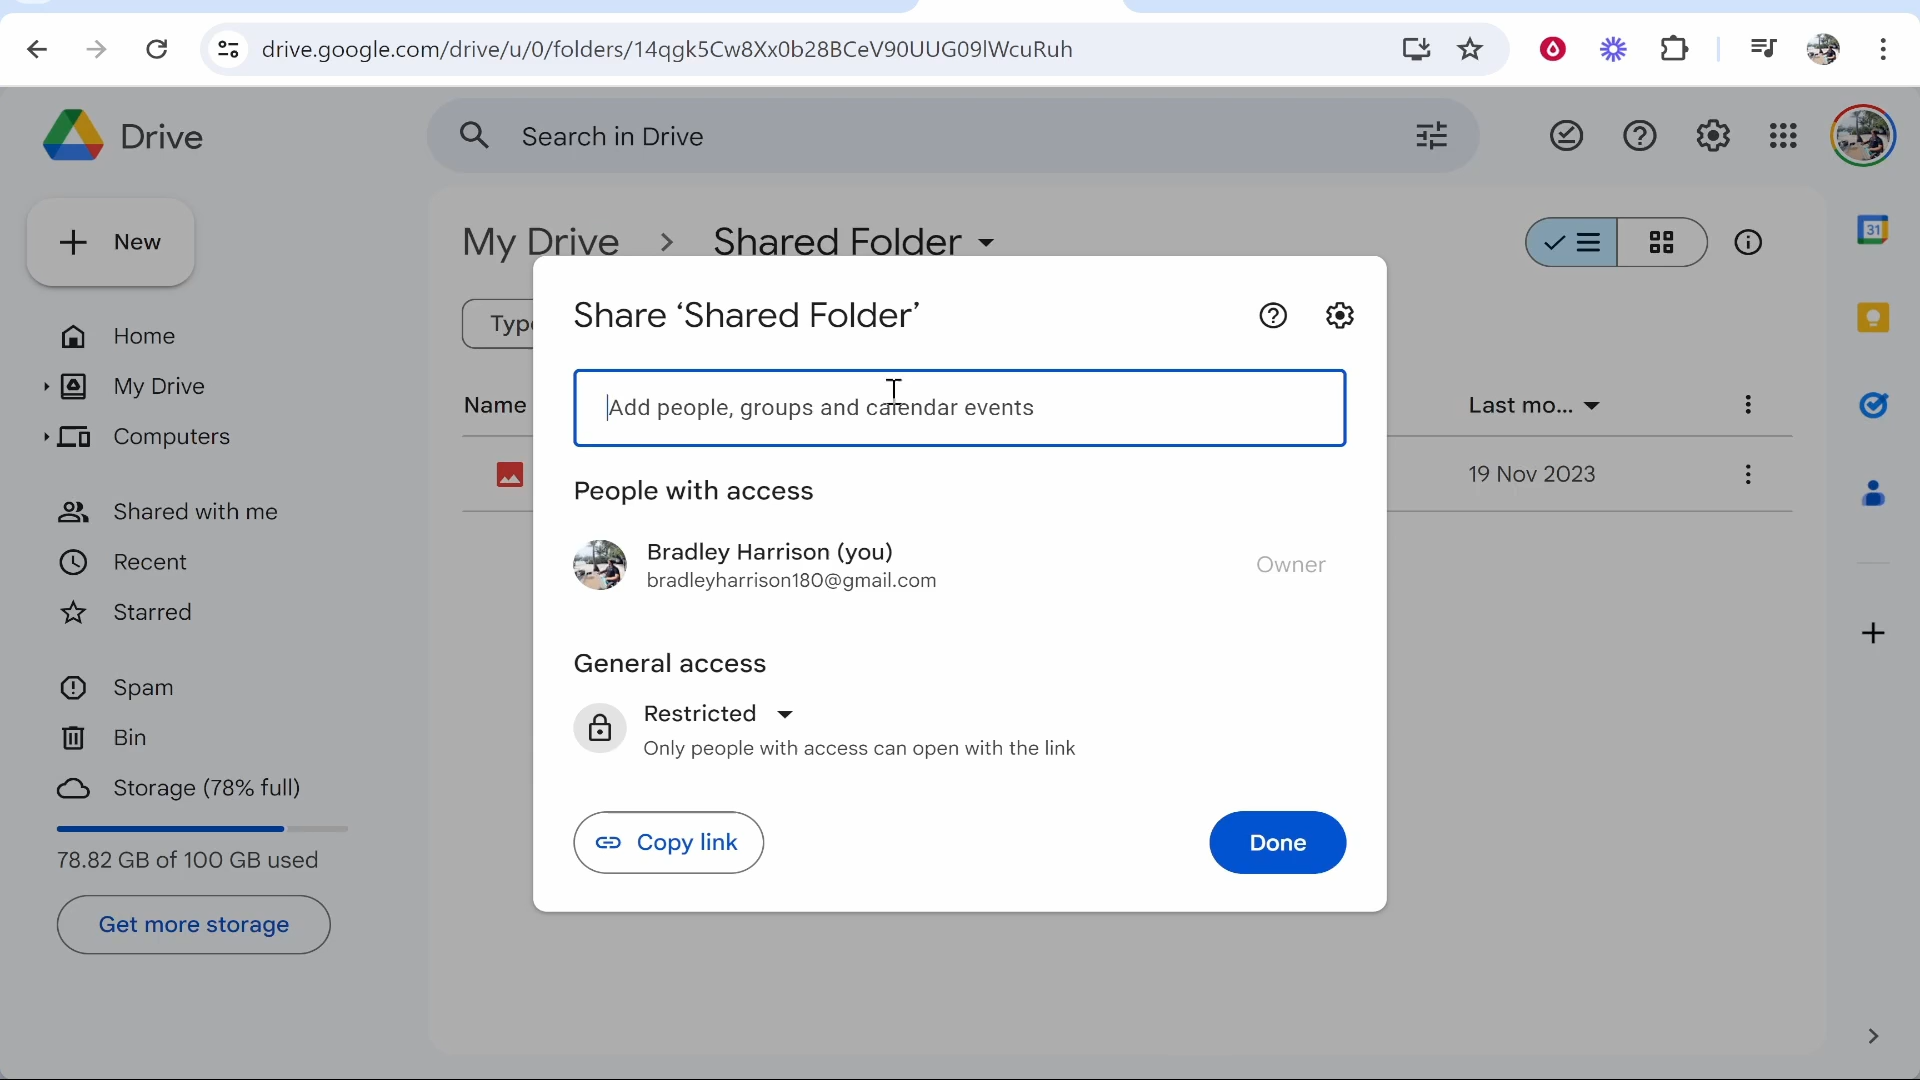 drive.google.com/drive/u/0/folders/14qgk5Cw8Xx0b28BCeV90UUG09lWcuRuh
Drive
Search in Drive
New
My Drive > Shared Folder
31
Home
My Drive
Computers
Shared with me
Recent
Starred
Spam
Bin
Storage (78% full)
78.82 GB of 100 GB used
Get more storage
Type
Name
Last mo...
19 Nov 2023
Share ‘Shared Folder’
Add people, groups and calendar events
People with access
Bradley Harrison (you)
bradleyharrison180@gmail.com
Owner
General access
Restricted
Only people with access can open with the link
Copy link
Done